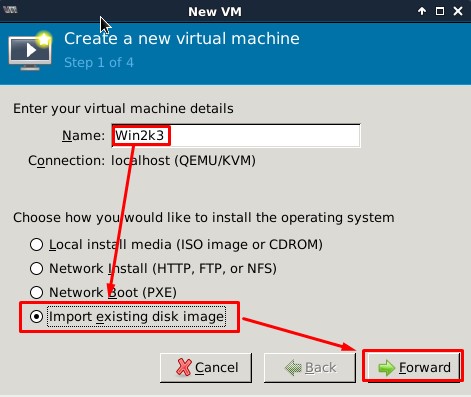 New VM
Create a new virtual machine
Step 1 of 4
Enter your virtual machine details
Name: Win2k3
Connection: localhost (QEMU/KVM)
Choose how you would like to install the operating system
Local install media (ISO image or CDROM)
Network Install (HTTP, FTP, or NFS)
Network Boot (PXE)
Import existing disk image
Cancel Back Forward